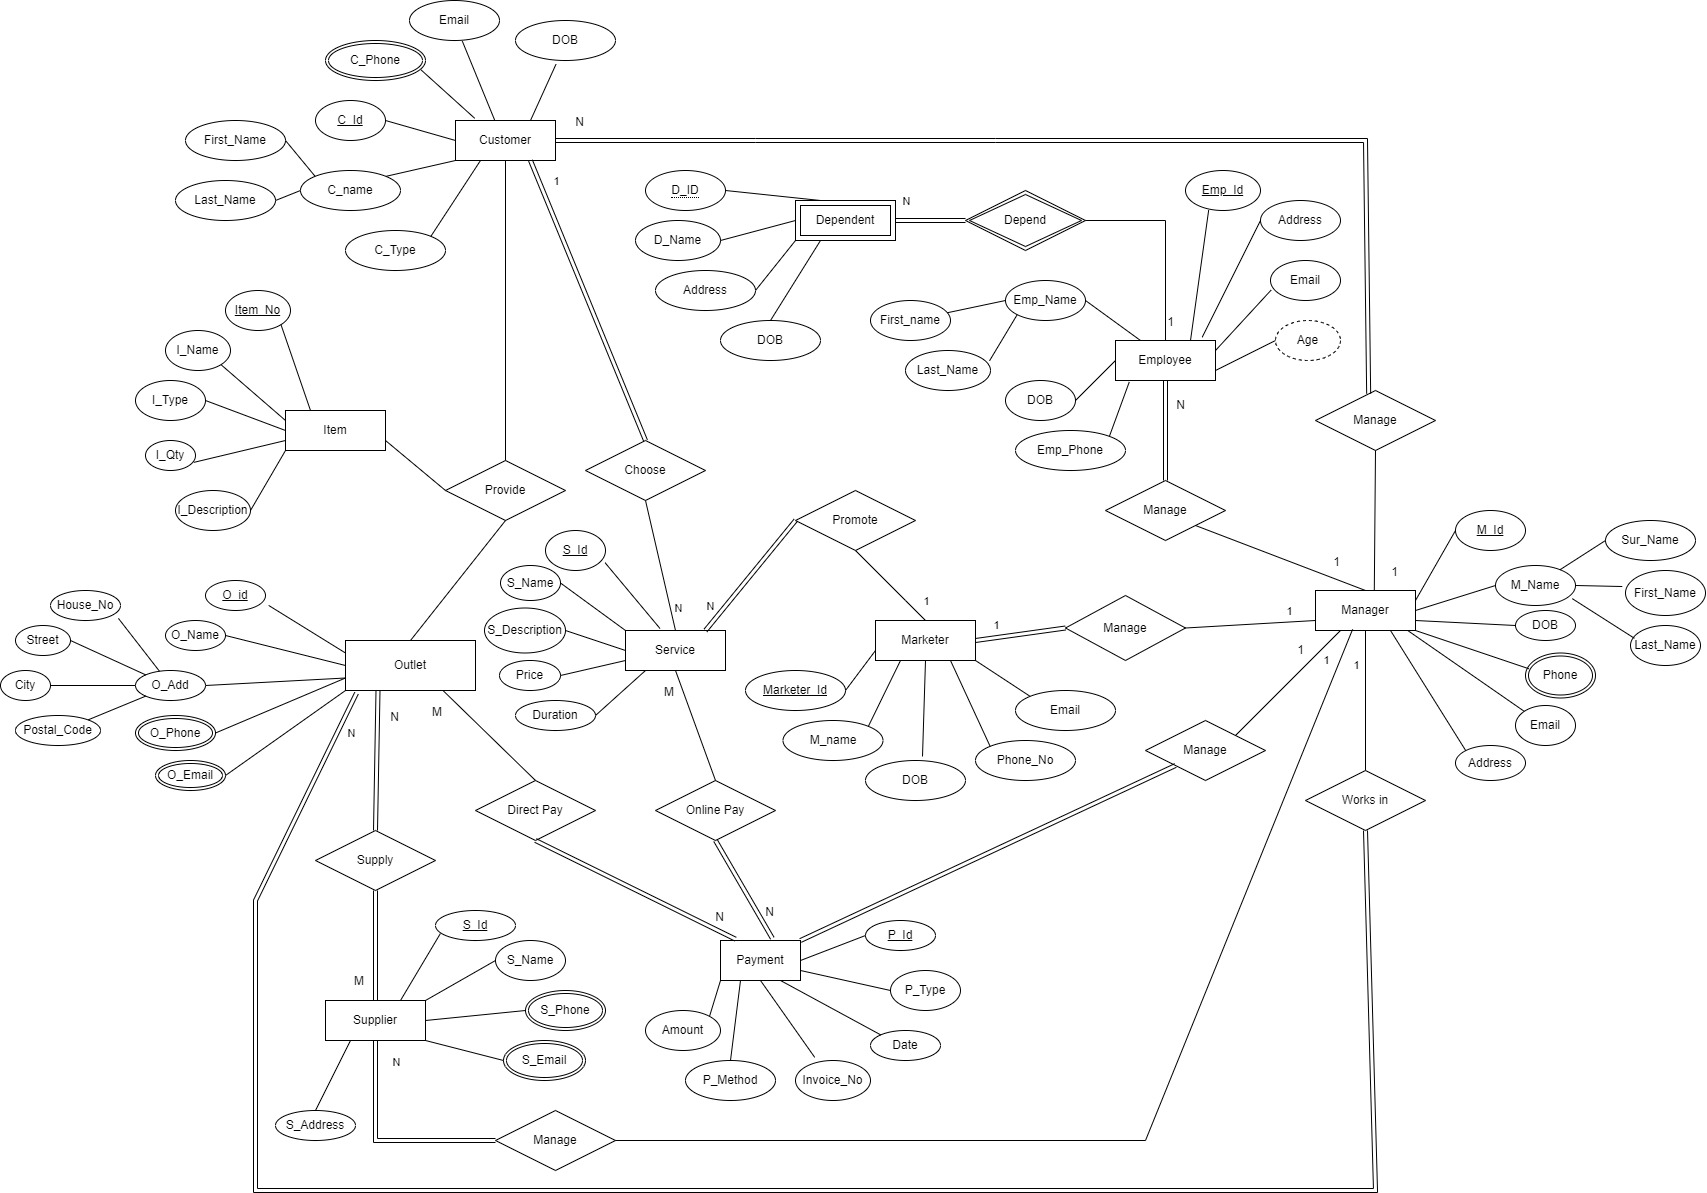 Email
DOB
C_Phone
C_Id
N
Customer
First_Name
C_name
Last_Name
1
C_Type
D_ID
N
Dependent
Depend
D_Name
Address
DOB
Emp_Id
Address
Email
Age
Emp_Name
First_name
Last_Name
1
Employee
DOB
Emp_Phone
N
Manage
Manage
Item_No
I_Name
I_Type
Item
I_Qty
I_Description
Provide
Choose
Promote
1
1
M_Id
Sur_Name
M_Name
First_Name
Last_Name
DOB
Phone
Email
Address
Manager
1
Manage
1
Marketer
1
Marketer_Id
M_name
DOB
Phone_No
Email
S_Id
S_Name
S_Description
Price
Duration
Service
N
N
M
O_id
O_Name
House_No
Street
City
Postal_Code
O_Add
O_Phone
O_Email
Outlet
N
N
M
Direct Pay
Online Pay
Manage
1
1
1
Works in
Supply
M
N
N
Payment
P_Id
P_Type
Date
Invoice_No
P_Method
Amount
S_Id
S_Name
S_Phone
S_Email
Supplier
N
S_Address
Manage